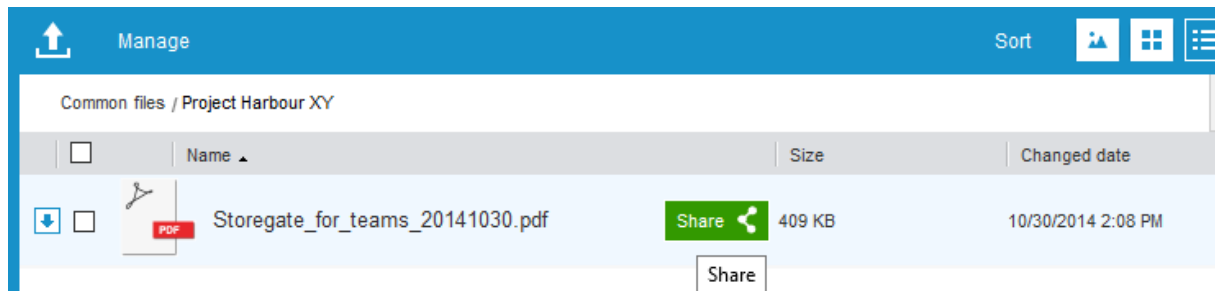 Manage Sort
Common files / Project Harbour XY
Name Size Changed date
PDF Storegate_for_teams_20141030.pdf Share 409 KB 10/30/2014 2:08 PM
Share